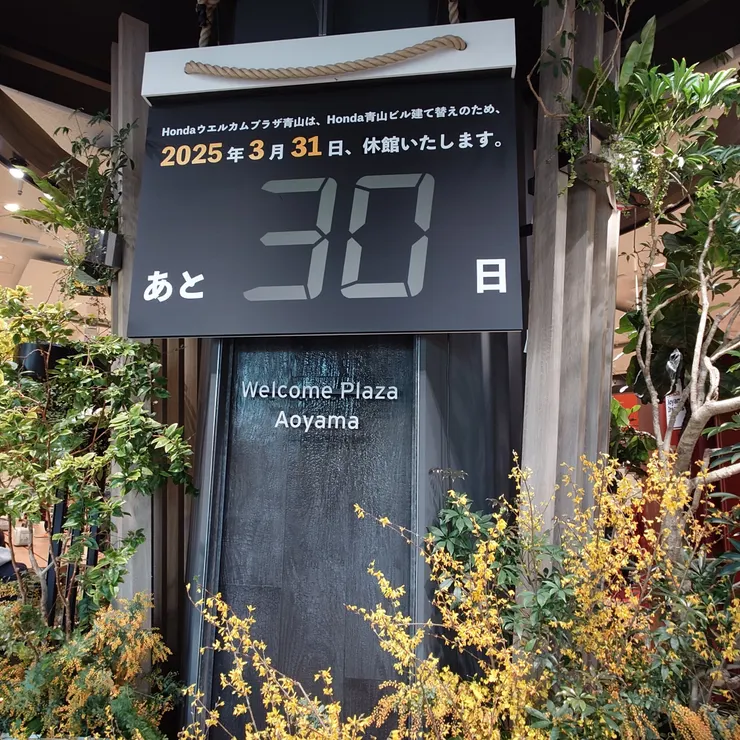 Hondaウエルカムプラザ青山は、Honda青山ビル建て替えのため、
2025年3月31日、休館いたします。
あと 30 日
Welcome Plaza
Aoyama